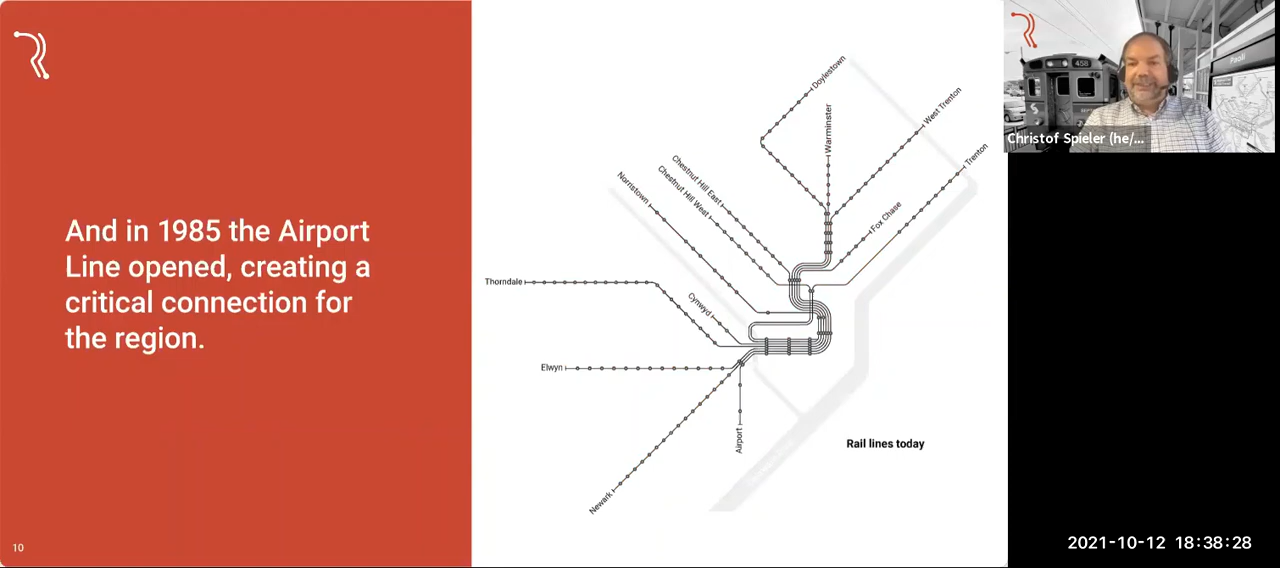 And in 1985 the Airport
Line opened, creating a
critical connection for
the region.
10
Doylestown
Warminster
West Trenton
Trenton
Chestnut Hill East
Chestnut Hill West
Norristown
Fox Chase
Thorndale
Cynwyd
Elwyn
Airport
Newark
Rail lines today
458
Paoli
Christof Spieler (he/...
2021-10-12 18:38:28